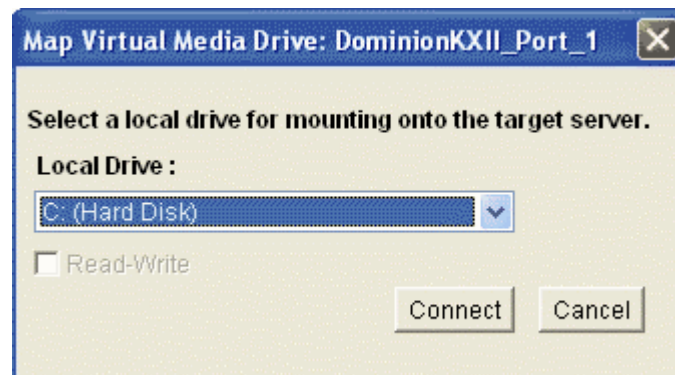 Map Virtual Media Drive: DominionKXII_Port_1
Select a local drive for mounting onto the target server.
Local Drive :
C: (Hard Disk)
Read-Write
Connect Cancel